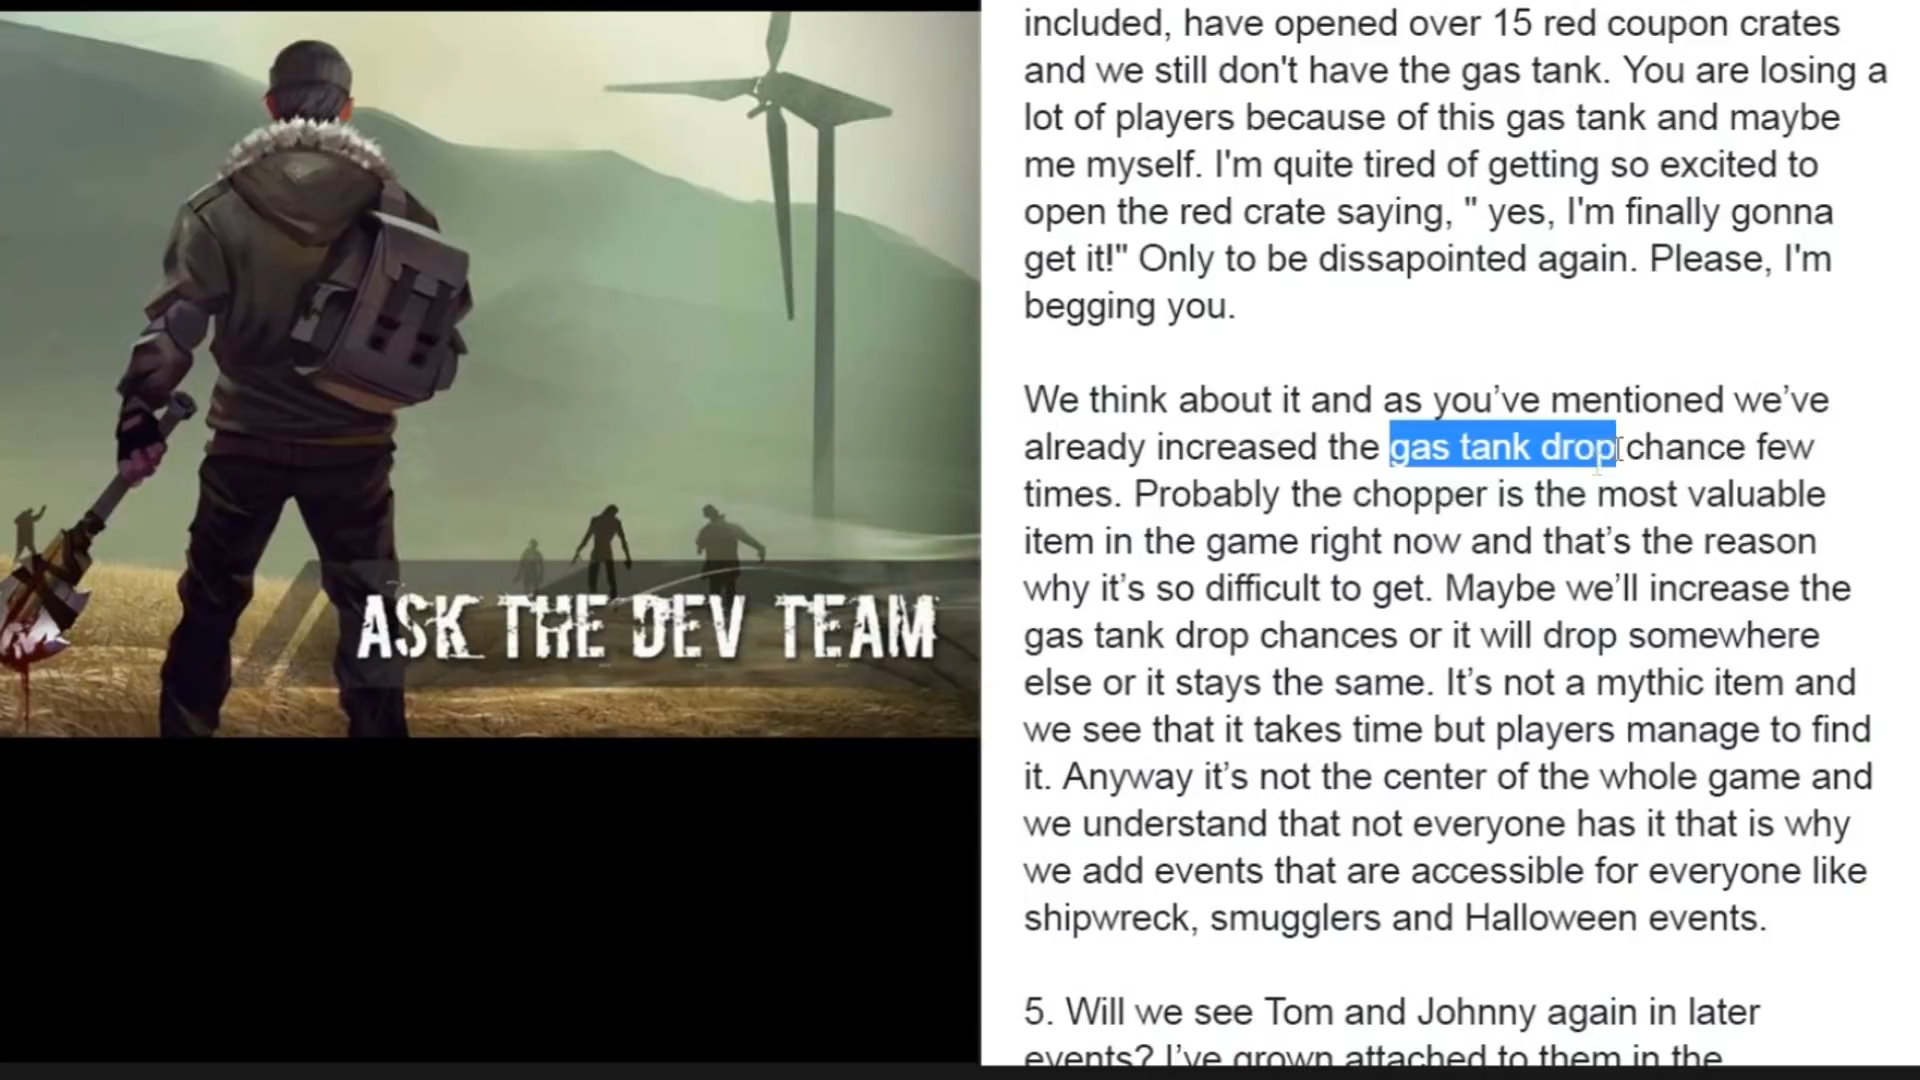 ASK THE DEV TEAM
included, have opened over 15 red coupon crates
and we still don't have the gas tank. You are losing a
lot of players because of this gas tank and maybe
me myself. I'm quite tired of getting so excited to
open the red crate saying, " yes, I'm finally gonna
get it!" Only to be dissapointed again. Please, I'm
begging you.
We think about it and as you’ve mentioned we’ve
already increased the gas tank drop chance few
times. Probably the chopper is the most valuable
item in the game right now and that’s the reason
why it’s so difficult to get. Maybe we’ll increase the
gas tank drop chances or it will drop somewhere
else or it stays the same. It’s not a mythic item and
we see that it takes time but players manage to find
it. Anyway it’s not the center of the whole game and
we understand that not everyone has it that is why
we add events that are accessible for everyone like
shipwreck, smugglers and Halloween events.
5. Will we see Tom and Johnny again in later
events? I’ve grown attached to them in the